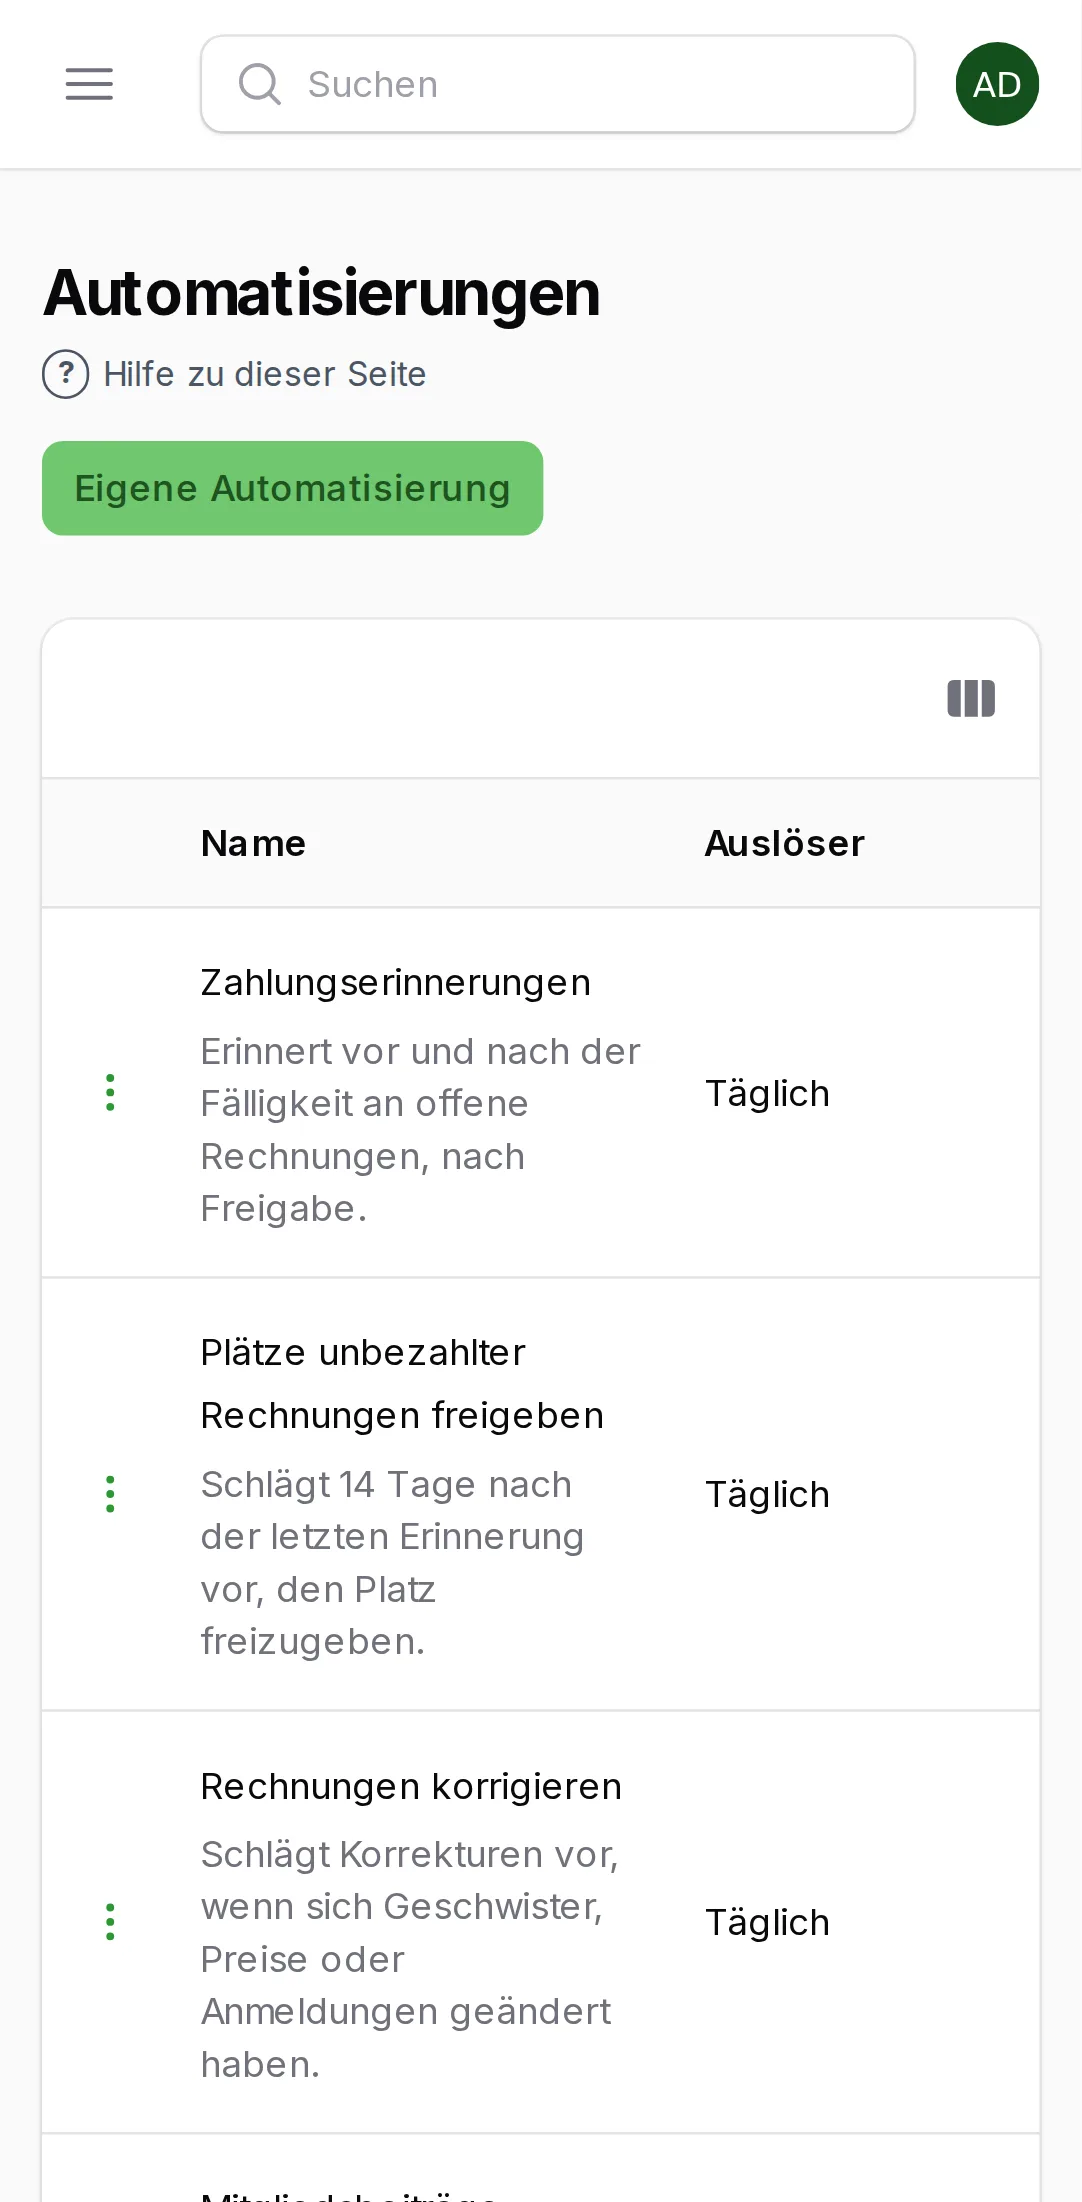 Suchen
AD
Automatisierungen
? Hilfe zu dieser Seite
Eigene Automatisierung
Name Auslöser
Zahlungserinnerungen
Erinnert vor und nach der
Fälligkeit an offene
Rechnungen, nach
Freigabe.
Täglich
Plätze unbezahlter
Rechnungen freigeben
Schlägt 14 Tage nach
der letzten Erinnerung
vor, den Platz
freizugeben.
Täglich
Rechnungen korrigieren
Schlägt Korrekturen vor,
wenn sich Geschwister,
Preise oder
Anmeldungen geändert
haben.
Täglich